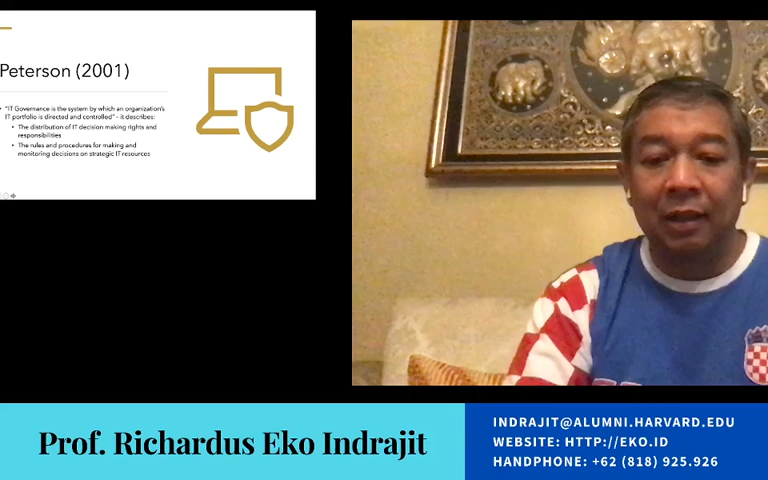 Peterson (2001)
"IT Governance is the system by which an organization's
IT portfolio is directed and controlled" - it describes:
The distribution of IT decision making rights and
responsibilities
The rules and procedures for making and
monitoring decisions on strategic IT resources
Prof. Richardus Eko Indrajit
INDRAJIT@ALUMNI.HARVARD.EDU
WEBSITE: HTTP://EKO.ID
HANDPHONE: +62 (818) 925.926